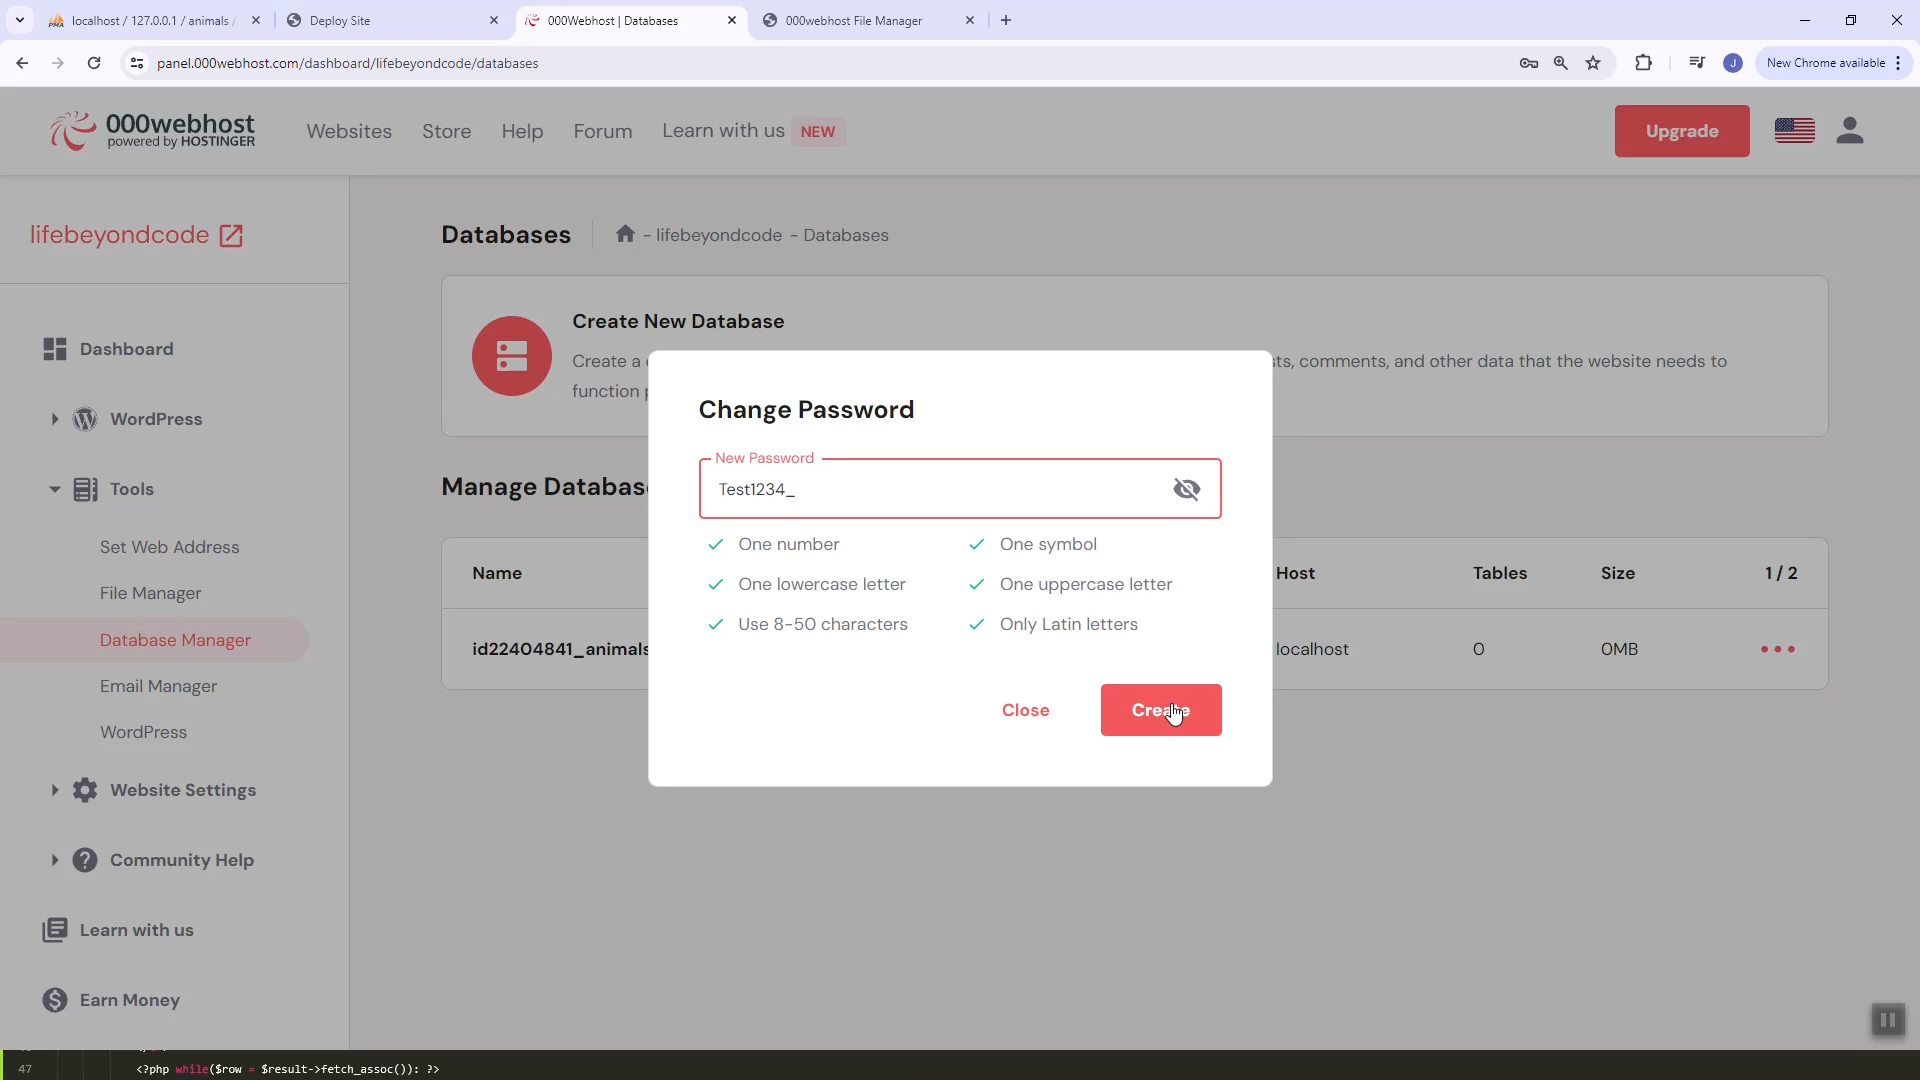 localhost / 127.0.0.1 / animals /
Deploy Site
000Webhost | Databases
000webhost File Manager
panel.000webhost.com/dashboard/lifebeyondcode/databases
J
New Chrome available
000webhost
powered by HOSTINGER
Websites
Store
Help
Forum
Learn with us
NEW
Upgrade
lifebeyondcode
Databases
- lifebeyondcode - Databases
Create New Database
Create a
sts, comments, and other data that the website needs to
function
Dashboard
WordPress
Tools
Set Web Address
File Manager
Database Manager
Email Manager
WordPress
Website Settings
Community Help
Learn with us
Earn Money
Manage Databas
Name
Host
Tables
Size
1 / 2
id22404841_animals
localhost
0
0MB
Change Password
New Password
Test1234_
One number
One symbol
One lowercase letter
One uppercase letter
Use 8-50 characters
Only Latin letters
Close
Create
47
<?php while($row = $result->fetch_assoc()): ?>